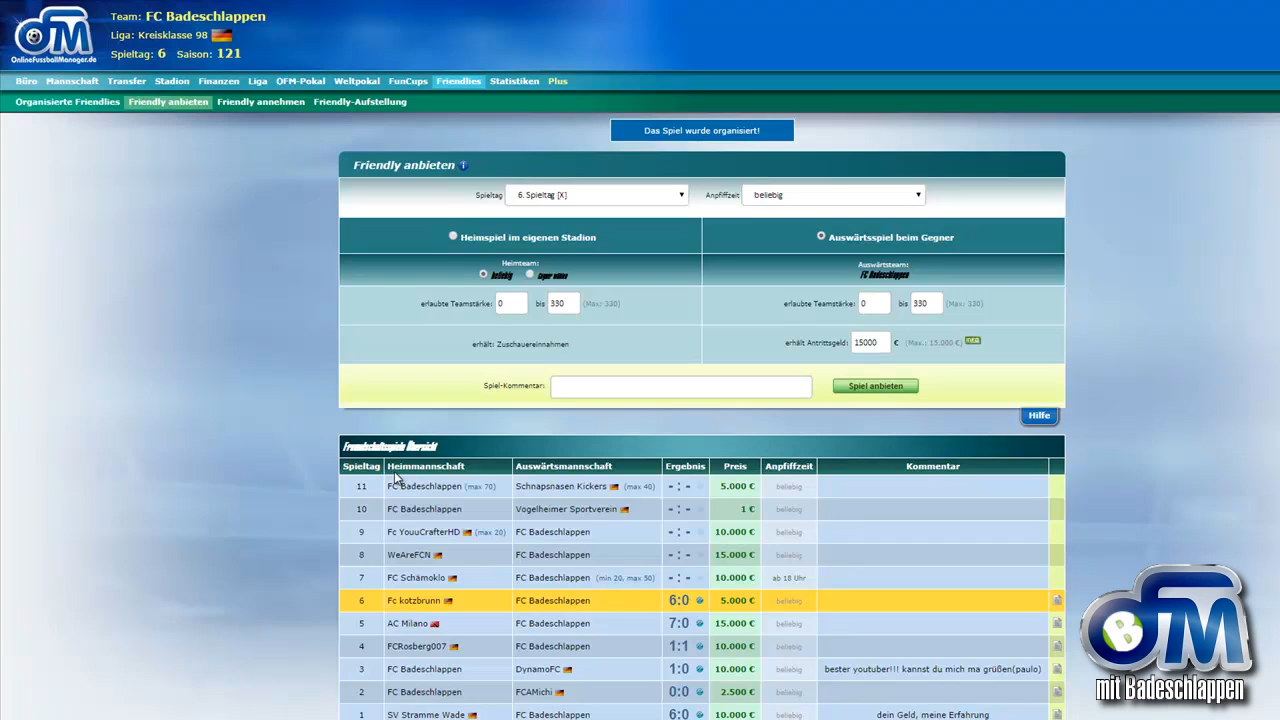 OFM
OnlineFussballManager.de
Team: FC Badeschlappen
Liga: Kreisklasse 98
Spieltag: 6 Saison: 121
Büro Mannschaft Transfer Stadion Finanzen Liga OFM-Pokal Weltpokal FunCups Friendlies Statistiken Plus
Organisierte Friendlies Friendly anbieten Friendly annehmen Friendly-Aufstellung
Das Spiel wurde organisiert!
Friendly anbieten i
Spieltag 6. Spieltag [X] Anpfiffzeit beliebig
Heimspiel im eigenen Stadion Auswärtsspiel beim Gegner
Heimteam: Auswärtsteam:
beliebig Gegner wählen FC Badeschlappen
erlaubte Teamstärke: 0 bis 330 (Max: 330) erlaubte Teamstärke: 0 bis 330 (Max: 330)
erhält: Zuschauereinnahmen erhält Antrittsgeld: 15000 € (Max.: 15.000 €) INFO
Spiel-Kommentar: Spiel anbieten
Hilfe
Freundschaftsspiele Übersicht
Spieltag Heimmannschaft Auswärtsmannschaft Ergebnis Preis Anpfiffzeit Kommentar
11 FC Badeschlappen (max 70) Schnapsnasen Kickers (max 40) - : - 5.000 € beliebig
10 FC Badeschlappen Vogelheimer Sportverein - : - 1 € beliebig
9 Fc YouuCrafterHD (max 20) FC Badeschlappen - : - 10.000 € beliebig
8 WeAreFCN FC Badeschlappen - : - 15.000 € beliebig
7 FC Schämoklo FC Badeschlappen (min 20, max 50) - : - 10.000 € ab 18 Uhr
6 Fc kotzbrunn FC Badeschlappen 6:0 5.000 € beliebig
5 AC Milano FC Badeschlappen 7:0 15.000 € beliebig
4 FCRosberg007 FC Badeschlappen 1:1 10.000 € beliebig
3 FC Badeschlappen DynamoFC 1:0 10.000 € beliebig bester youtuber!!! kannst du mich ma grüßen(paulo)
2 FC Badeschlappen FCAMichi 0:0 2.500 € beliebig
1 SV Stramme Wade FC Badeschlappen 6:0 10.000 € beliebig dein Geld, meine Erfahrung
OFM
B
mit Badeschlappen